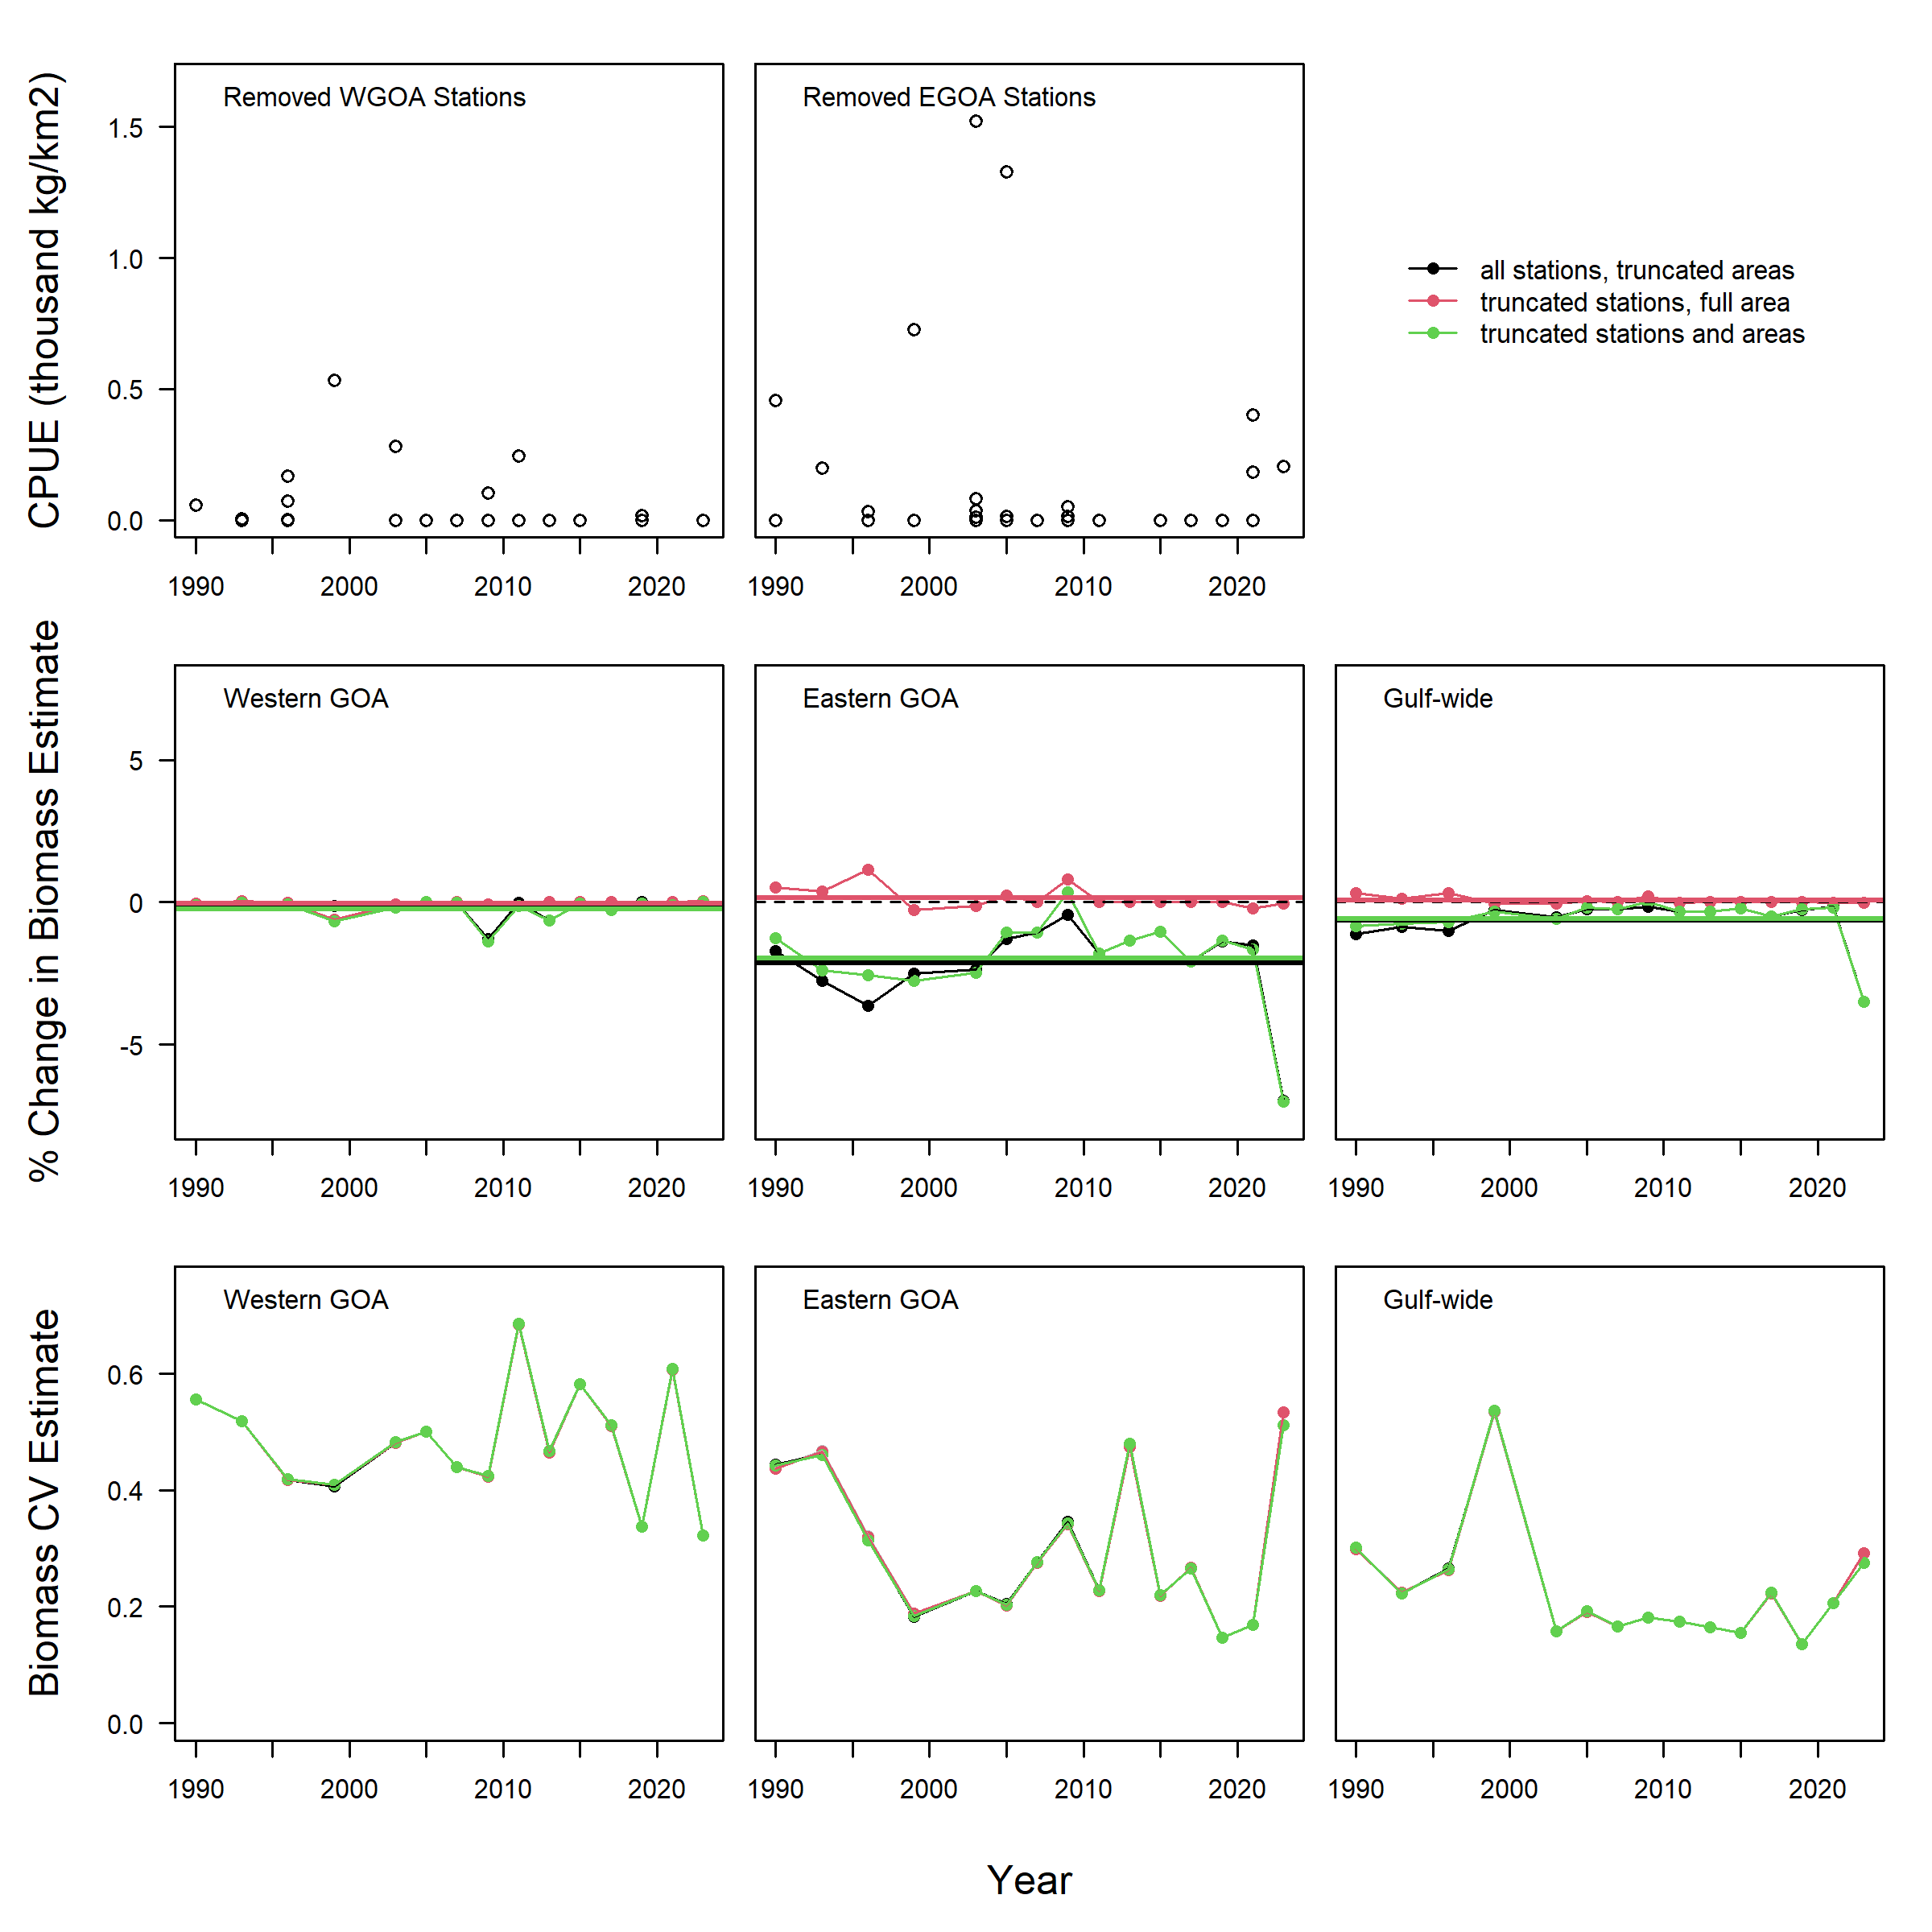 Removed WGOA Stations
Removed EGOA Stations
CPUE (thousand kg/km2)
1.5
1.0
0.5
0.0
all stations, truncated areas
truncated stations, full area
truncated stations and areas
1990 2000 2010 2020
1990 2000 2010 2020
% Change in Biomass Estimate
Western GOA
Eastern GOA
Gulf-wide
5
0
-5
1990 2000 2010 2020
1990 2000 2010 2020
1990 2000 2010 2020
Biomass CV Estimate
Western GOA
Eastern GOA
Gulf-wide
0.6
0.4
0.2
0.0
1990 2000 2010 2020
1990 2000 2010 2020
1990 2000 2010 2020
Year